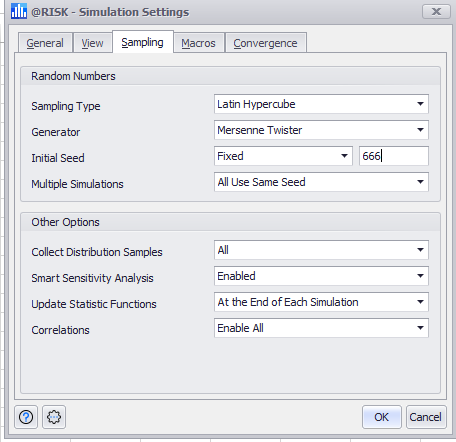 @RISK - Simulation Settings
General View Sampling Macros Convergence
Random Numbers
Sampling Type Latin Hypercube
Generator Mersenne Twister
Initial Seed Fixed 666
Multiple Simulations All Use Same Seed
Other Options
Collect Distribution Samples All
Smart Sensitivity Analysis Enabled
Update Statistic Functions At the End of Each Simulation
Correlations Enable All
? OK Cancel